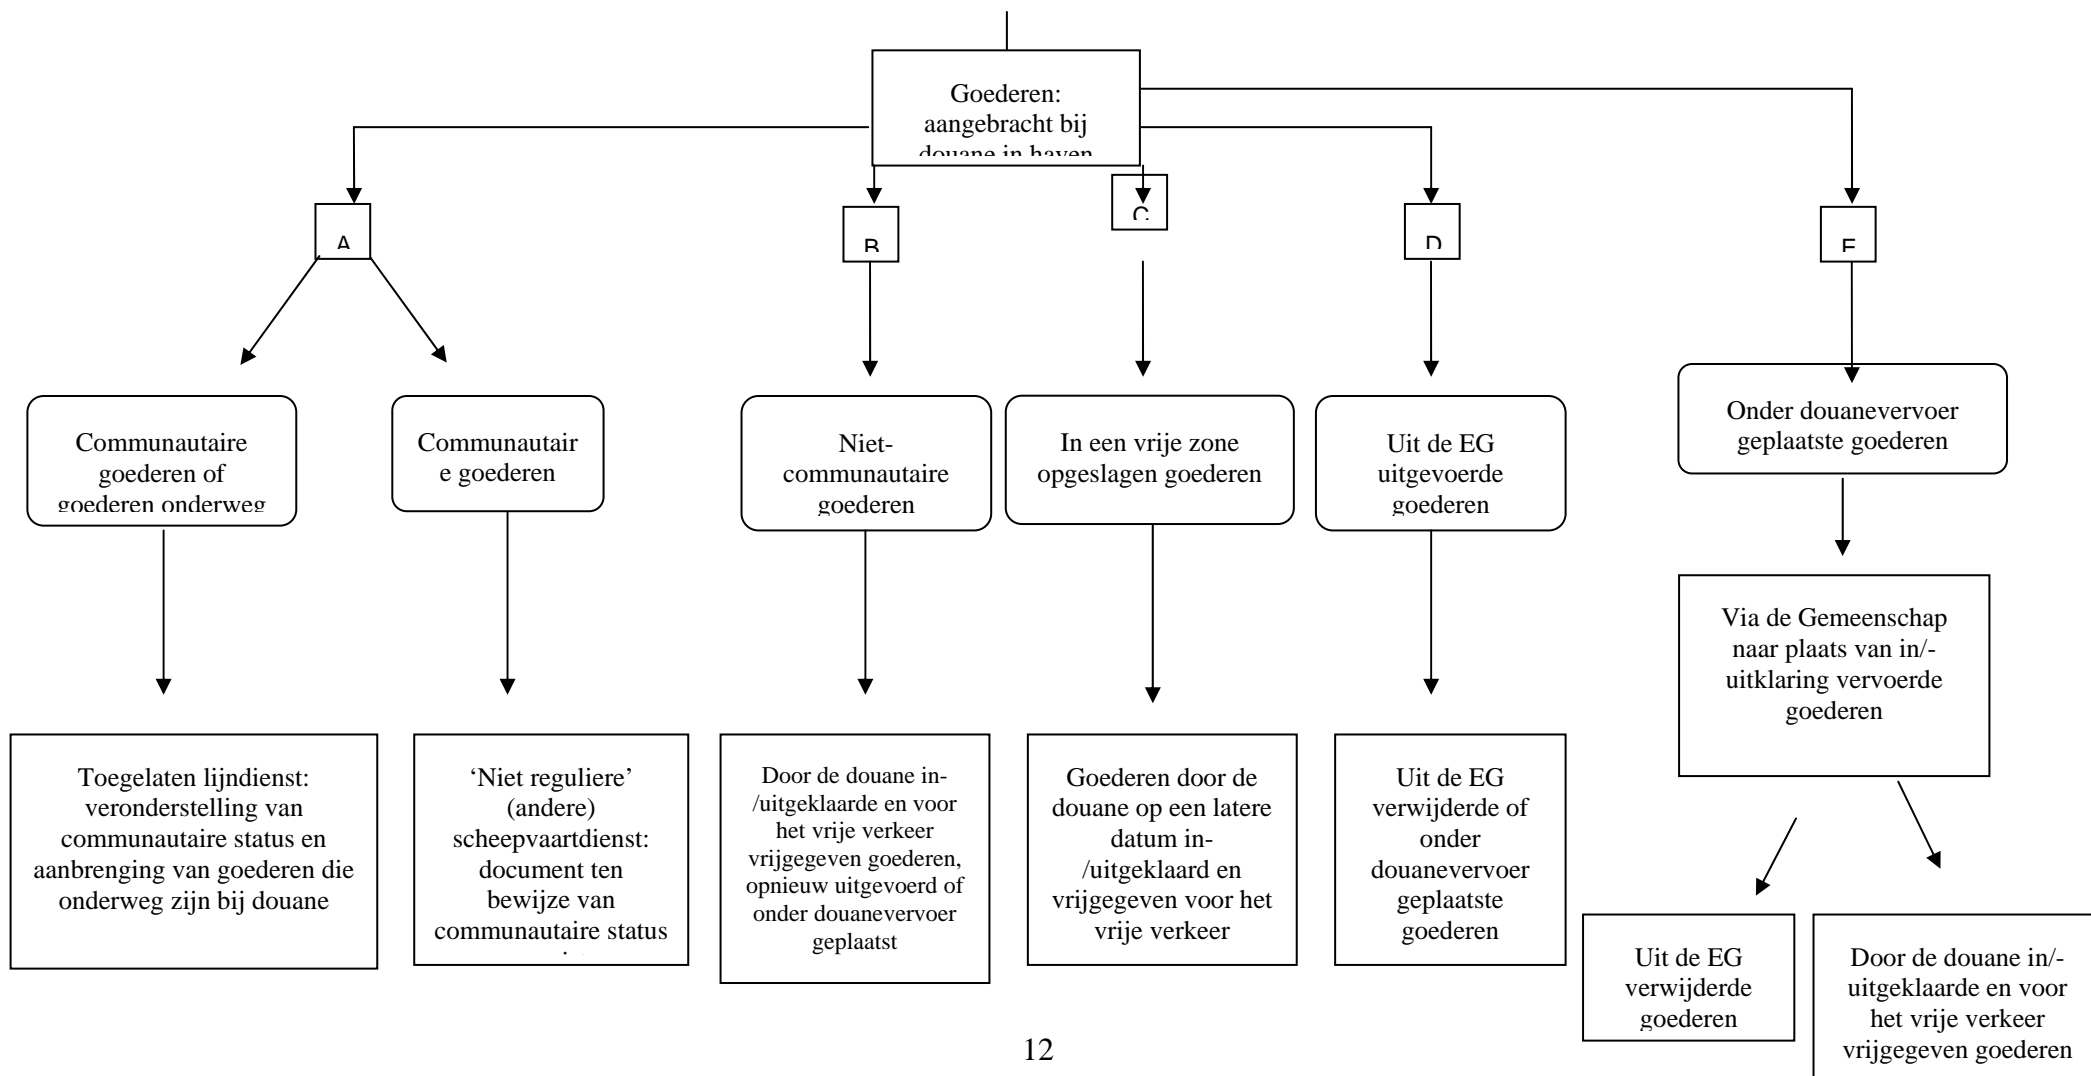 Goederen:
aangebracht bij
douane in haven
A
B
C
D
E
Communautaire
goederen of
goederen onderweg
Communautair
e goederen
Niet-
communautaire
goederen
In een vrije zone
opgeslagen goederen
Uit de EG
uitgevoerde
goederen
Onder douanevervoer
geplaatste goederen
Via de Gemeenschap
naar plaats van in/-
uitklaring vervoerde
goederen
Toegelaten lijndienst:
veronderstelling van
communautaire status en
aanbrenging van goederen die
onderweg zijn bij douane
‘Niet reguliere’
(andere)
scheepvaartdienst:
document ten
bewijze van
communautaire status
Door de douane in-
/uitgeklaarde en voor
het vrije verkeer
vrijgegeven goederen,
opnieuw uitgevoerd of
onder douanevervoer
geplaatst
Goederen door de
douane op een latere
datum in-
/uitgeklaard en
vrijgegeven voor het
vrije verkeer
Uit de EG
verwijderde of
onder
douanevervoer
geplaatste
goederen
Uit de EG
verwijderde
goederen
Door de douane in/-
uitgeklaarde en voor
het vrije verkeer
vrijgegeven goederen
12